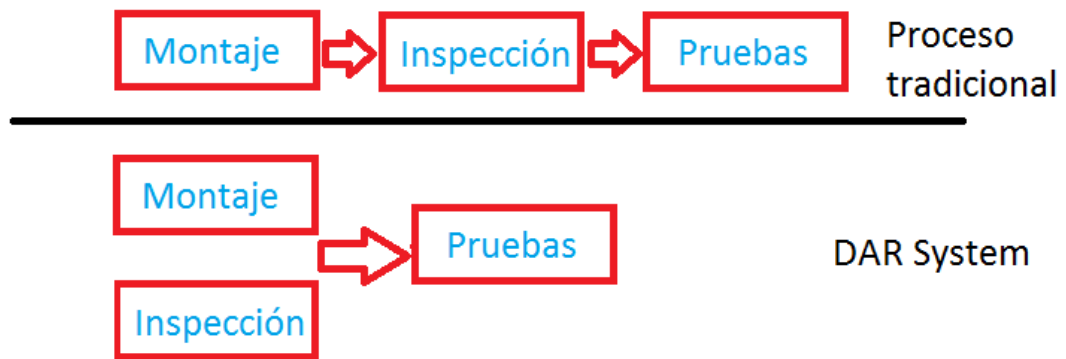 Montaje
Inspección
Pruebas
Proceso
tradicional
Montaje
Pruebas
DAR System
Inspección